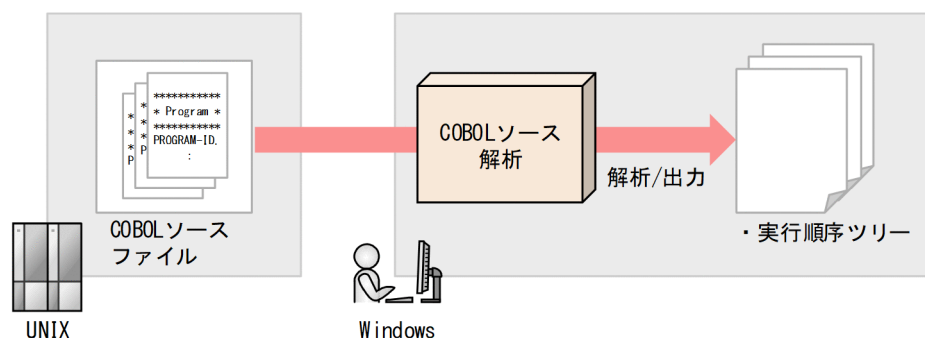 ***********
* Program *
***********
PROGRAM-ID.
:
COBOLソース
ファイル
UNIX
COBOLソース
解析
解析/出力
・実行順序ツリー
Windows